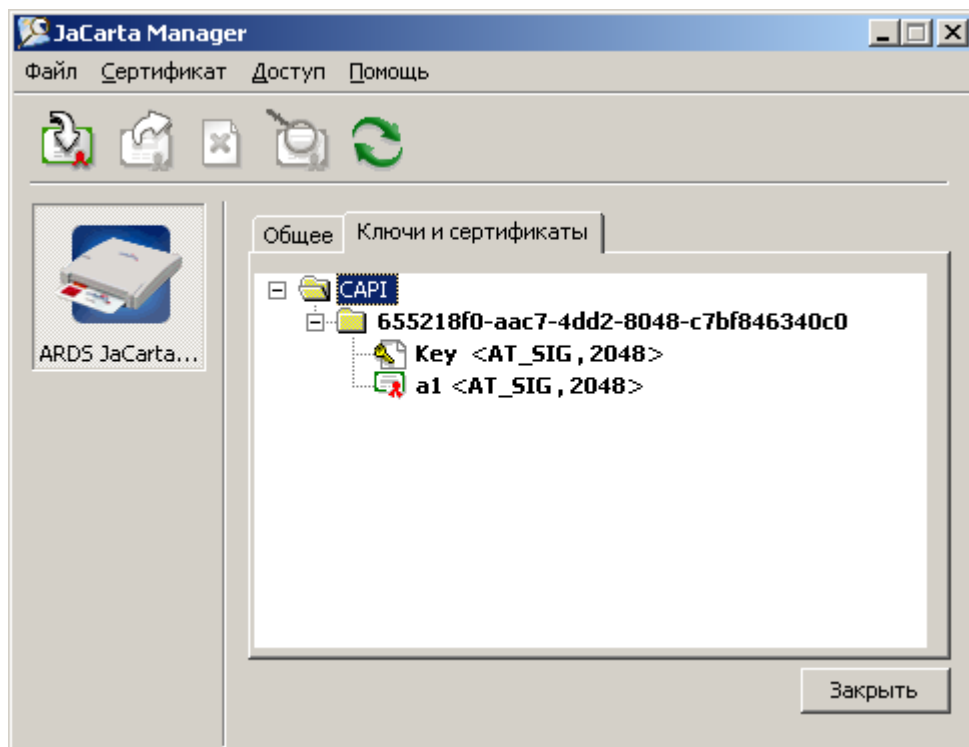 JaCarta Manager
Файл Сертификат Доступ Помощь
ARDS JaCarta...
Общее Ключи и сертификаты
CAPI
655218f0-aac7-4dd2-8048-c7bf846340c0
Key <AT_SIG, 2048>
a1 <AT_SIG, 2048>
Закрыть